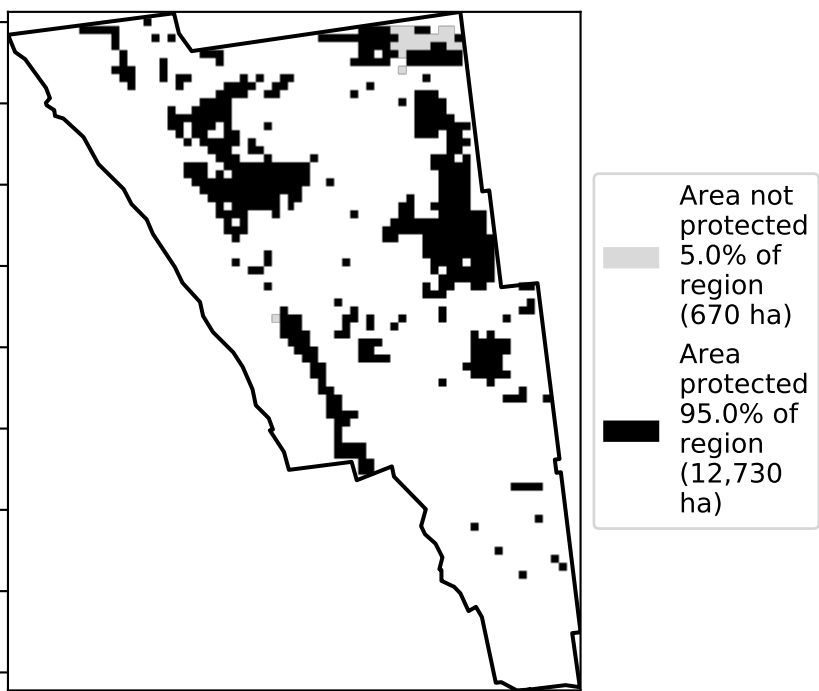 Area not
protected
5.0% of
region
(670 ha)
Area
protected
95.0% of
region
(12,730
ha)